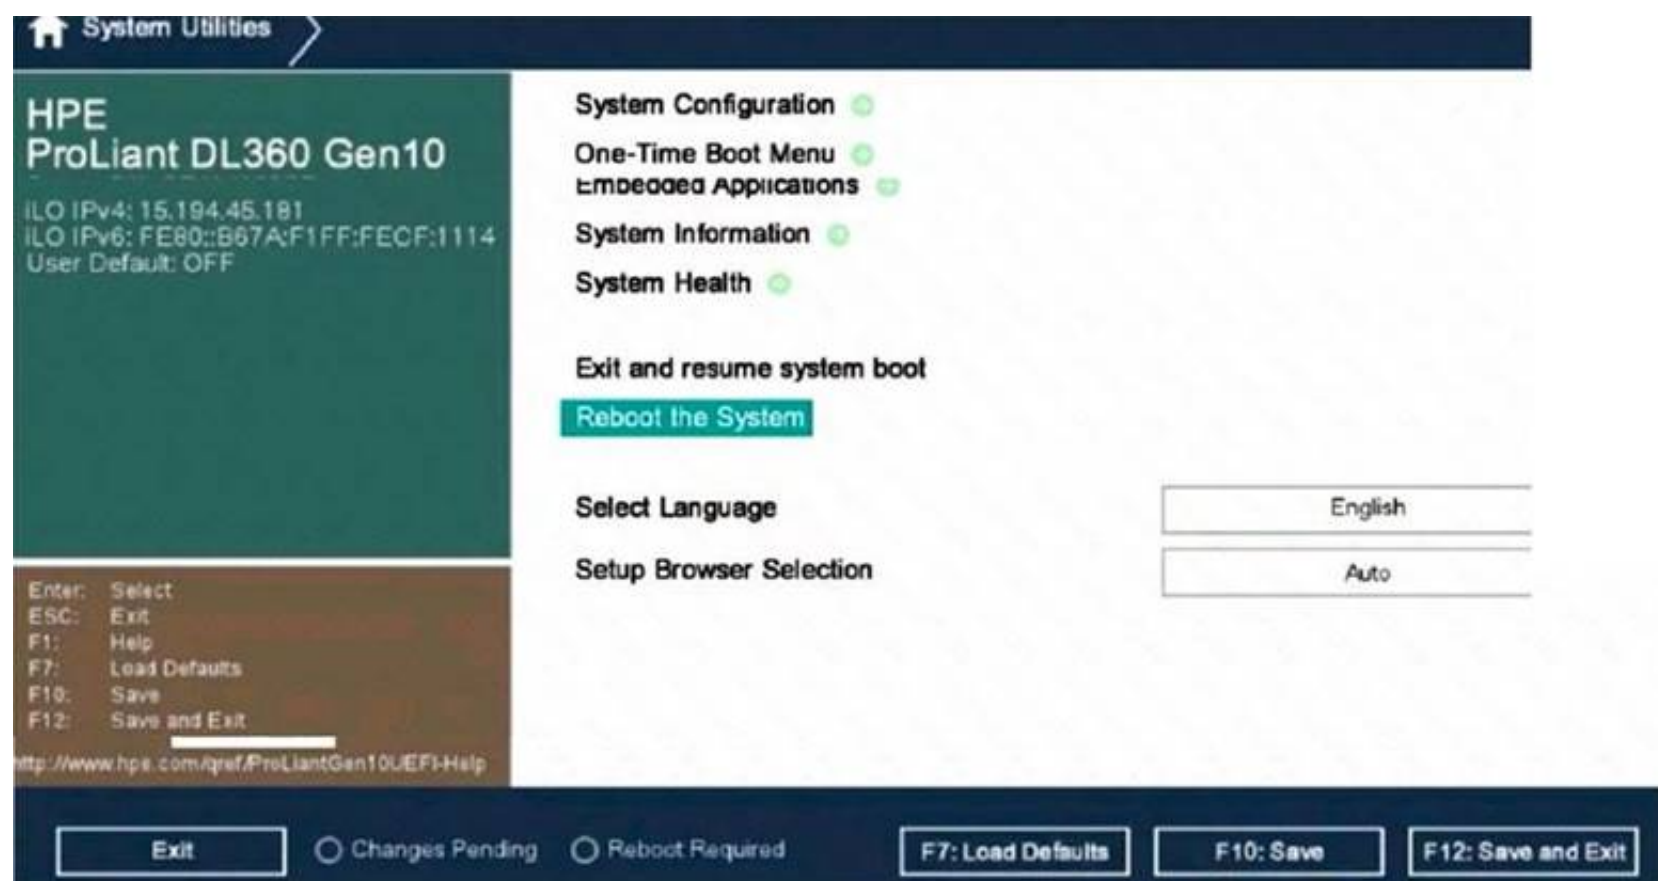 System Utilities
HPE
ProLiant DL360 Gen10
iLO IPv4: 15.194.45.181
iLO IPv6: FE80::B67A:F1FF:FECF:1114
User Default: OFF
System Configuration
One-Time Boot Menu
Embedded Applications
System Information
System Health
Exit and resume system boot
Reboot the System
Select Language English
Setup Browser Selection Auto
Enter: Select
ESC: Exit
F1: Help
F7: Load Defaults
F10: Save
F12: Save and Exit
http://www.hpe.com/qref/ProLiantGen10UEFI-Help
Exit Changes Pending Reboot Required F7: Load Defaults F10: Save F12: Save and Exit